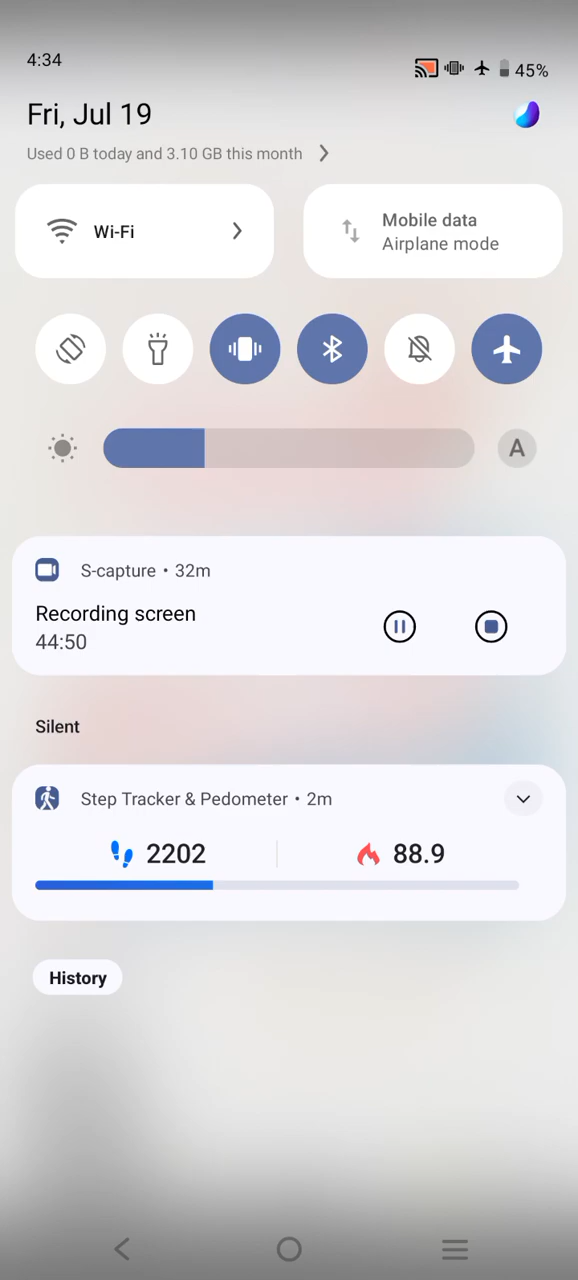 4:34
45%
Fri, Jul 19
Used 0 B today and 3.10 GB this month
Wi-Fi
Mobile data
Airplane mode
A
S-capture • 32m
Recording screen
44:50
Silent
Step Tracker & Pedometer • 2m
2202
88.9
History